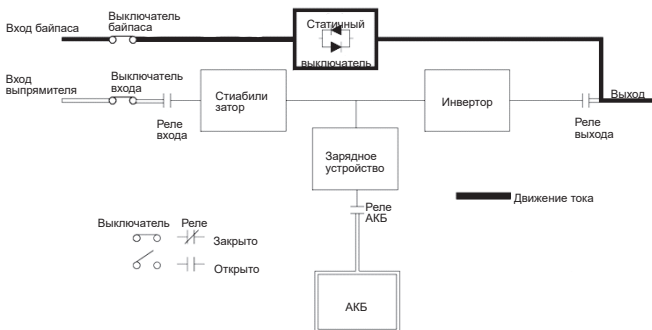 Вход байпаса
Выключатель
байпаса
Статичный
выключатель
Вход
выпрямителя
Выключатель
входа
Реле
входа
Стиабили
затор
Инвертор
Выход
Реле
выхода
Зарядное
устройство
Реле
АКБ
Движение тока
Выключатель Реле
Закрыто
Открыто
АКБ